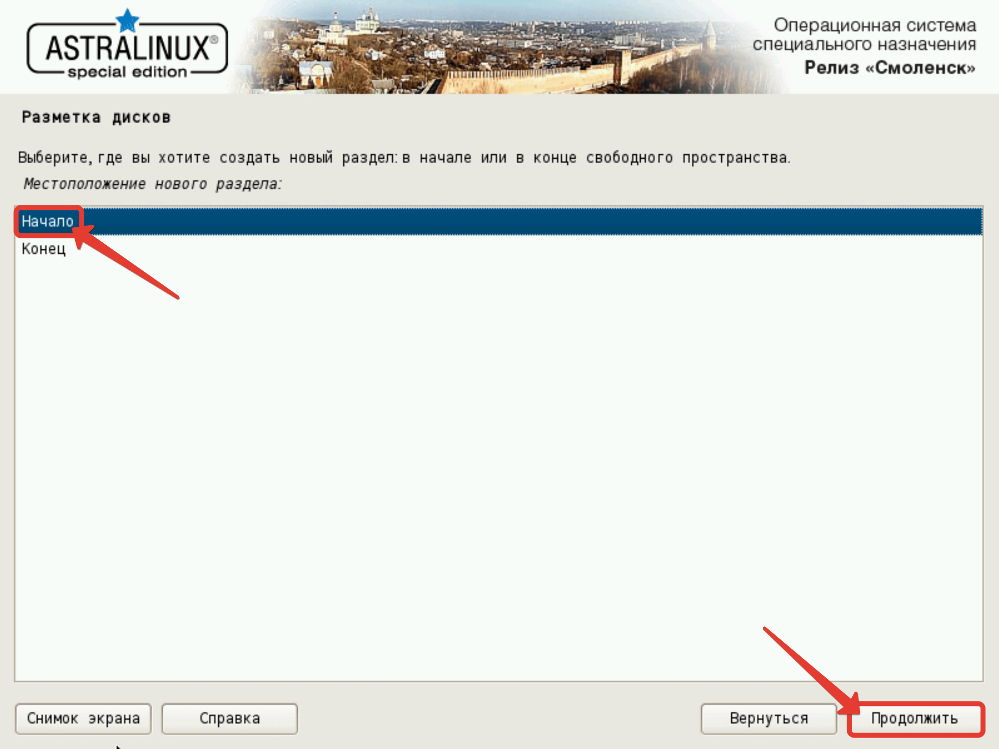 ASTRALINUX®
special edition
Операционная система
специального назначения
Релиз «Смоленск»
Разметка дисков
Выберите, где вы хотите создать новый раздел: в начале или в конце свободного пространства.
Местоположение нового раздела:
Начало
Конец
Снимок экрана
Справка
Вернуться
Продолжить